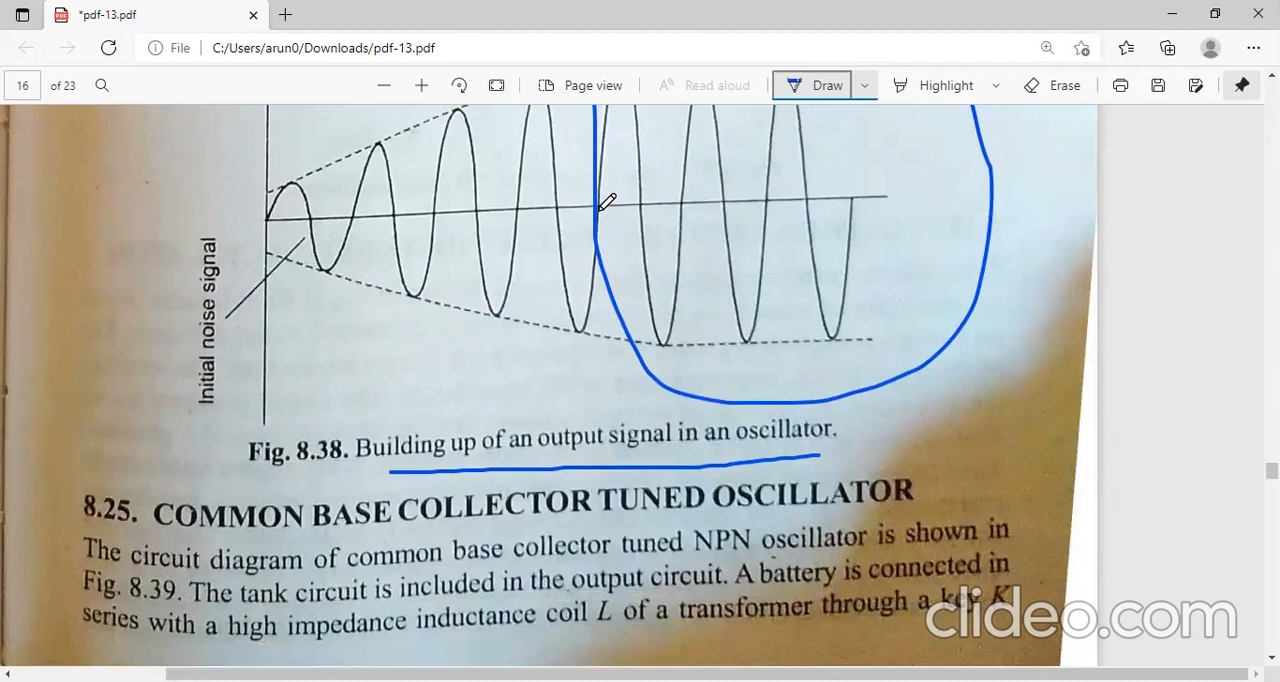 *pdf-13.pdf
File
C:/Users/arun0/Downloads/pdf-13.pdf
16
of 23
Page view
Read aloud
Draw
Highlight
Erase
Initial noise signal
Fig. 8.38. Building up of an output signal in an oscillator.
8.25. COMMON BASE COLLECTOR TUNED OSCILLATOR
The circuit diagram of common base collector tuned NPN oscillator is shown in
Fig. 8.39. The tank circuit is included in the output circuit. A battery is connected in
series with a high impedance inductance coil L of a transformer through a key K
clideo.com